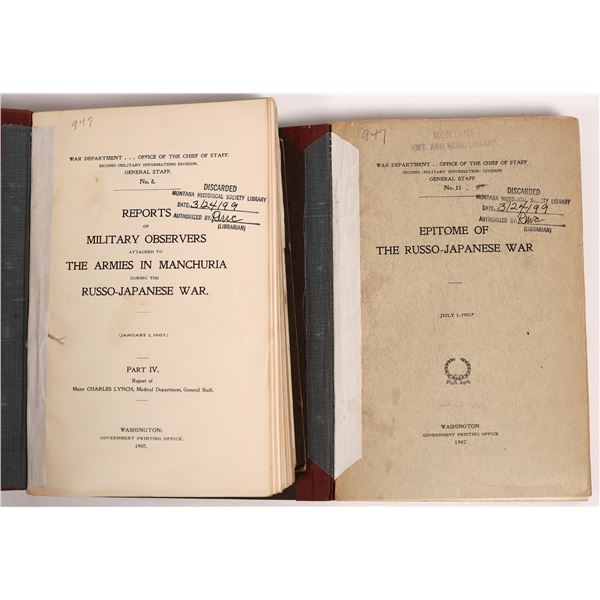 947
WAR DEPARTMENT . . . OFFICE OF THE CHIEF OF STAFF.
SECOND (MILITARY INFORMATION) DIVISION.
GENERAL STAFF.
No. 8.
DISCARDED
MONTANA HISTORICAL SOCIETY LIBRARY
DATE: 3/24/99
AUTHORIZED BY: RMC
(LIBRARIAN)
REPORTS
OF
MILITARY OBSERVERS
ATTACHED TO
THE ARMIES IN MANCHURIA
DURING THE
RUSSO-JAPANESE WAR.
(JANUARY 1, 1907.)
PART IV.
Report of
Major CHARLES LYNCH, Medical Department, General Staff.
WASHINGTON:
GOVERNMENT PRINTING OFFICE.
1907.
947
MONTANA
HIST. AND LIBRARY.
WAR DEPARTMENT . . OFFICE OF THE CHIEF OF STAFF
SECOND (MILITARY INFORMATION) DIVISION
GENERAL STAFF
No. 11
DISCARDED
MONTANA HISTORICAL SOCIETY LIBRARY
DATE: 3/24/99
AUTHORIZED BY: RMC
(LIBRARIAN)
EPITOME OF
THE RUSSO-JAPANESE WAR
JULY 1, 1907
WASHINGTON
GOVERNMENT PRINTING OFFICE
1907